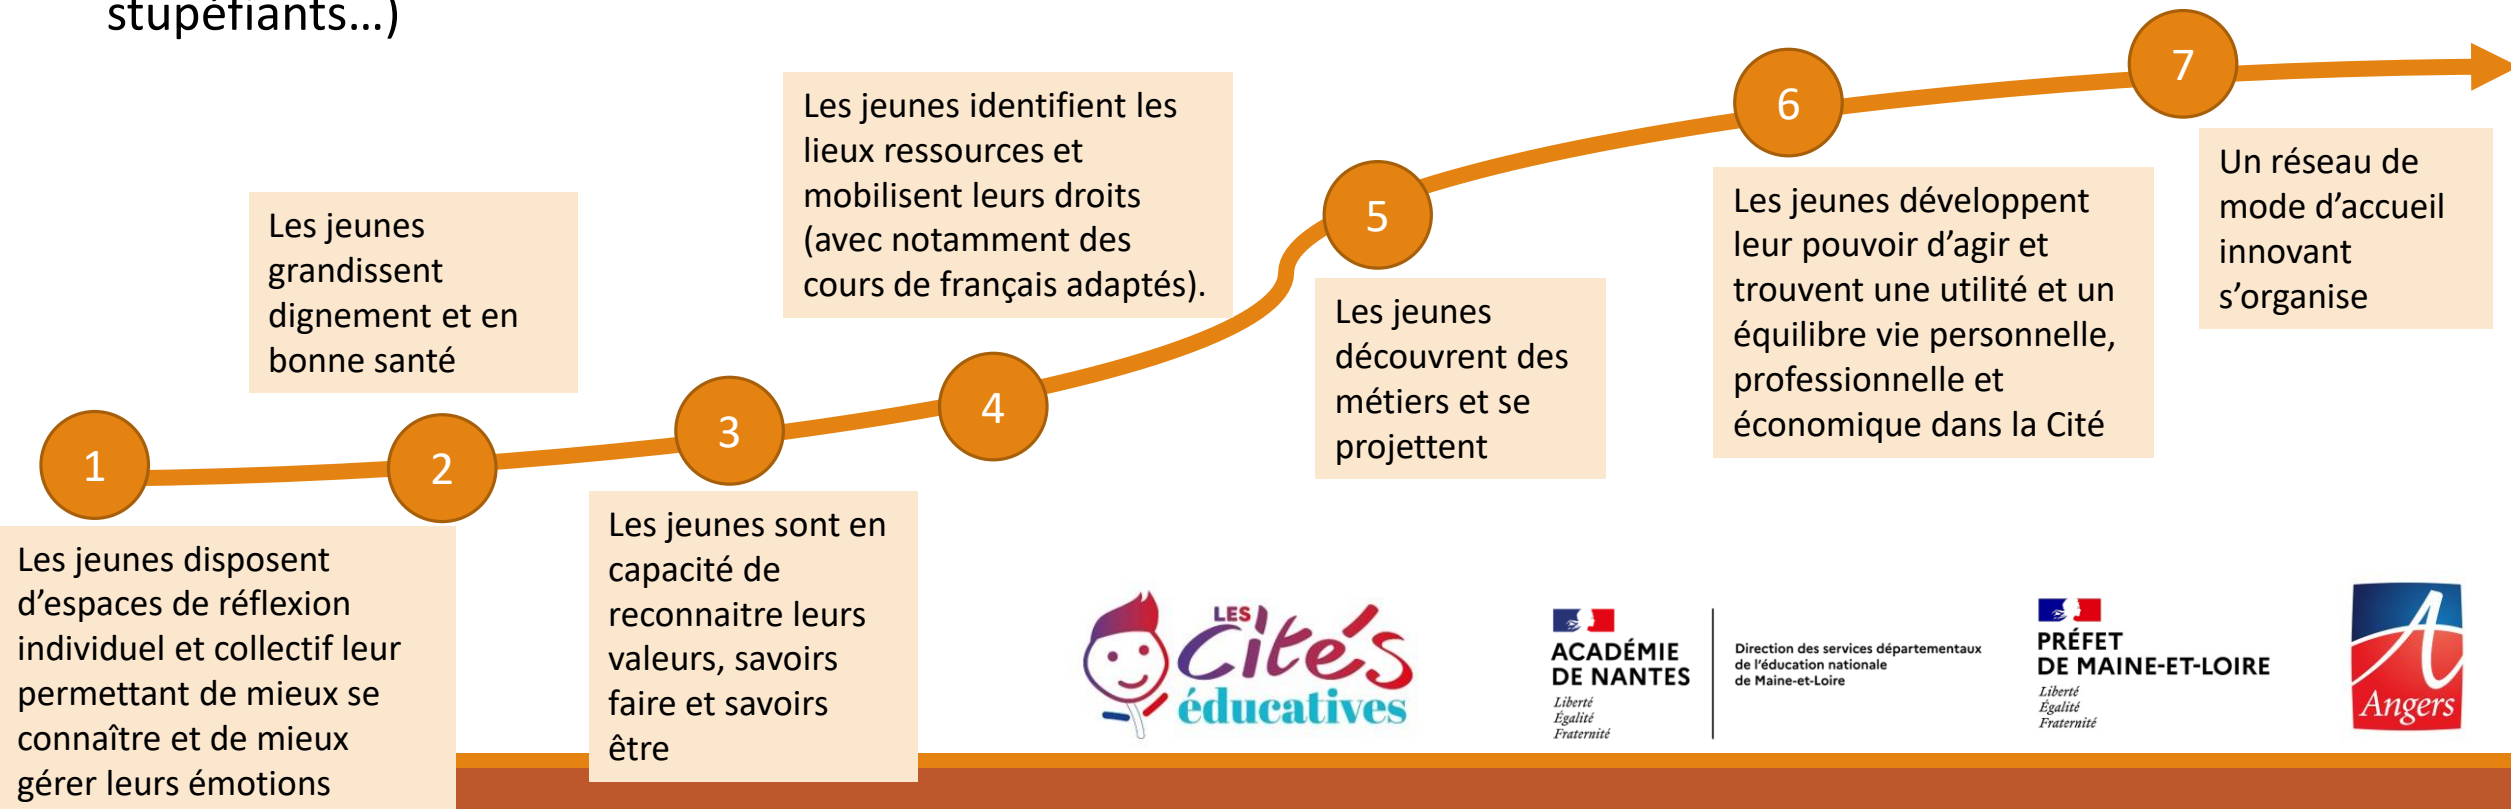 stupéfiants…)
1
Les jeunes disposent
d’espaces de réflexion
individuel et collectif leur
permettant de mieux se
connaître et de mieux
gérer leurs émotions
2
Les jeunes
grandissent
dignement et en
bonne santé
3
Les jeunes sont en
capacité de
reconnaitre leurs
valeurs, savoirs
faire et savoirs
être
4
Les jeunes identifient les
lieux ressources et
mobilisent leurs droits
(avec notamment des
cours de français adaptés).
5
Les jeunes
découvrent des
métiers et se
projettent
6
Les jeunes développent
leur pouvoir d’agir et
trouvent une utilité et un
équilibre vie personnelle,
professionnelle et
économique dans la Cité
7
Un réseau de
mode d’accueil
innovant
s’organise
LES
Cités
éducatives
ACADÉMIE
DE NANTES
Liberté
Égalité
Fraternité
Direction des services départementaux
de l’éducation nationale
de Maine-et-Loire
PRÉFET
DE MAINE-ET-LOIRE
Liberté
Égalité
Fraternité
Angers